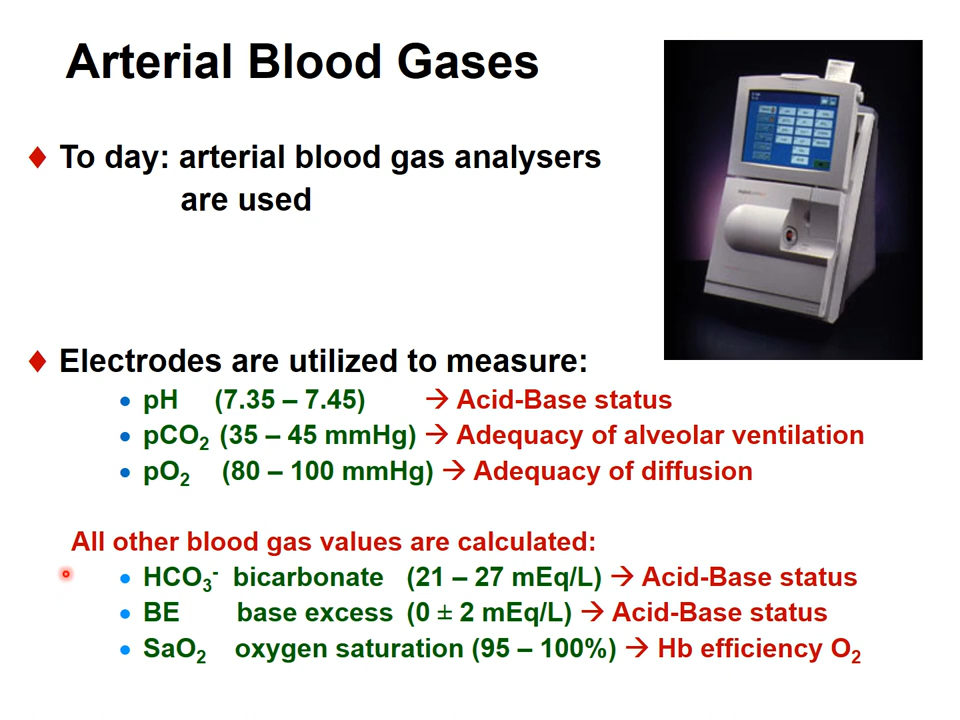 Arterial Blood Gases
♦ To day: arterial blood gas analysers
are used
♦ Electrodes are utilized to measure:
• pH (7.35 – 7.45) → Acid-Base status
• pCO₂ (35 – 45 mmHg) → Adequacy of alveolar ventilation
• pO₂ (80 – 100 mmHg) → Adequacy of diffusion
All other blood gas values are calculated:
• HCO₃⁻ bicarbonate (21 – 27 mEq/L) → Acid-Base status
• BE base excess (0 ± 2 mEq/L) → Acid-Base status
• SaO₂ oxygen saturation (95 – 100%) → Hb efficiency O₂